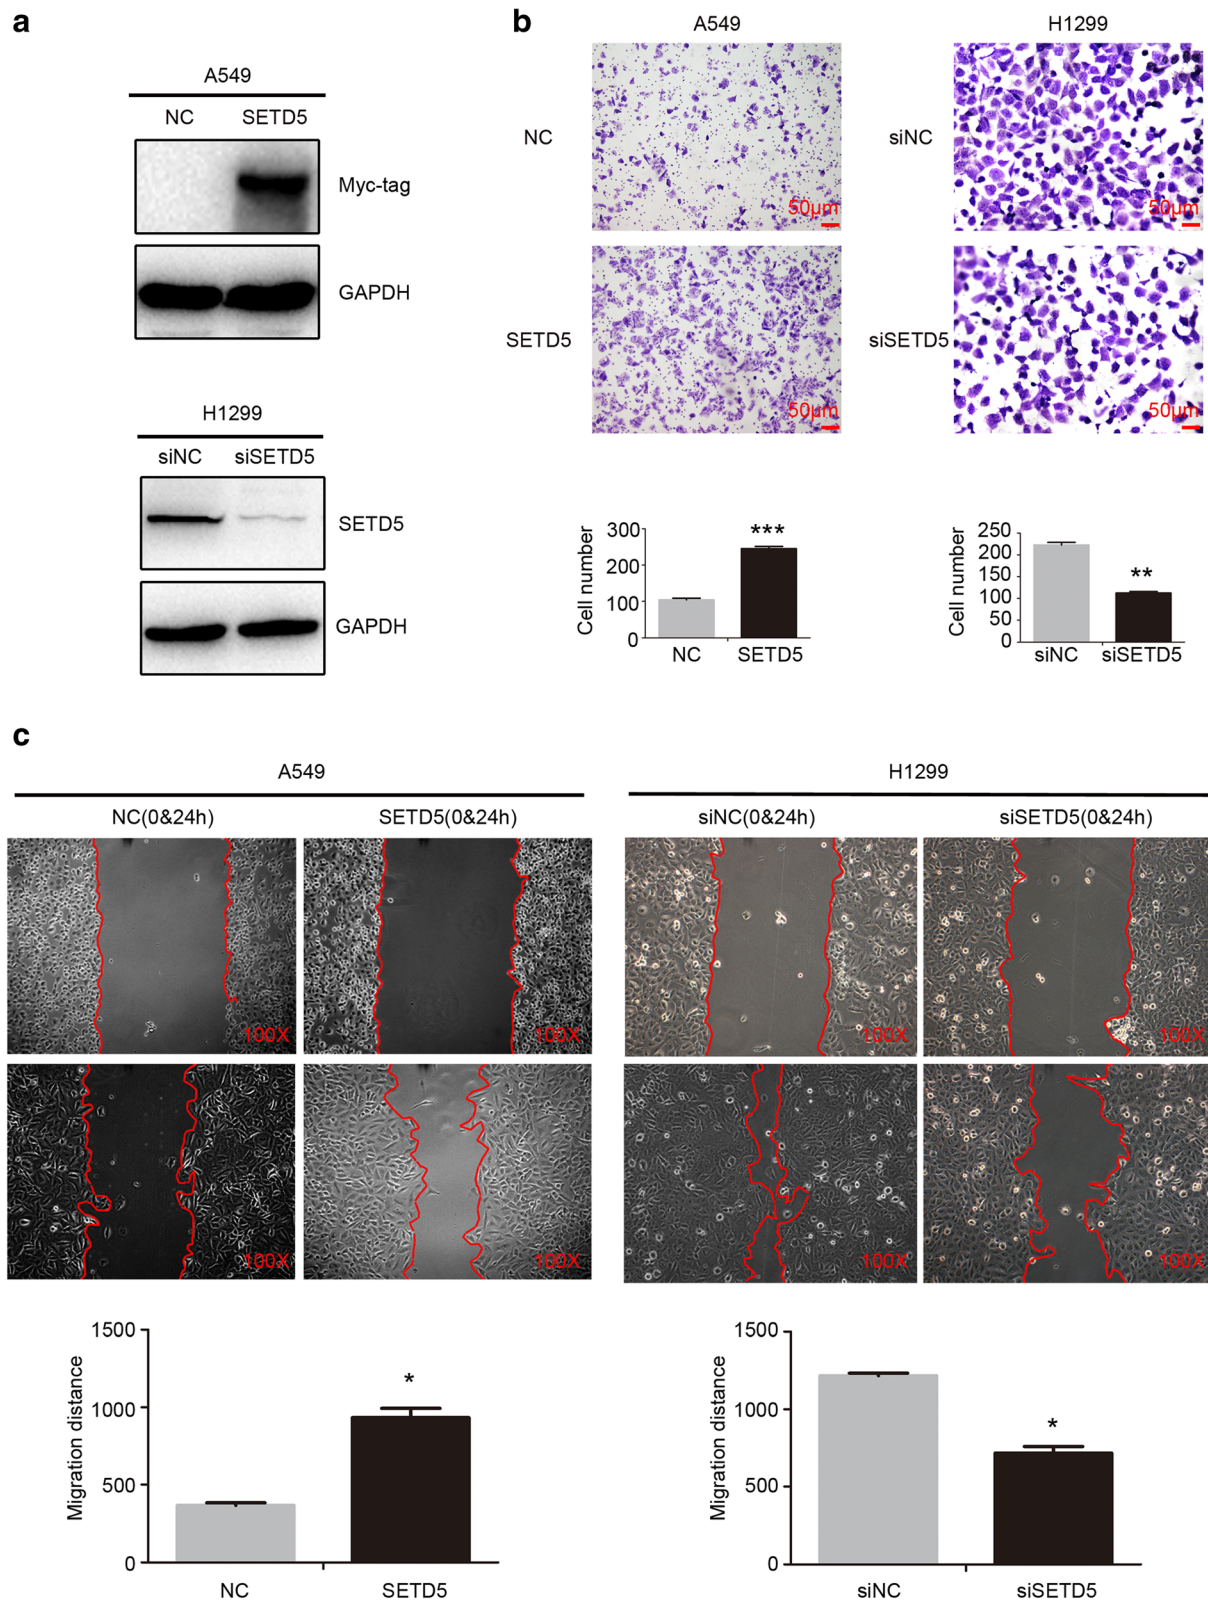 a
A549
NC SETD5
Myc-tag
GAPDH
H1299
siNC siSETD5
SETD5
GAPDH
b
A549 H1299
NC
50µm
siNC
50µm
SETD5
50µm
siSETD5
50µm
Cell number
300
200
100
0
***
NC SETD5
Cell number
250
200
150
100
50
0
**
siNC siSETD5
c
A549
NC(0&24h) SETD5(0&24h)
100X 100X
100X 100X
H1299
siNC(0&24h) siSETD5(0&24h)
100X 100X
100X 100X
Migration distance
1500
1000
500
0
*
NC SETD5
Migration distance
1500
1000
500
0
*
siNC siSETD5